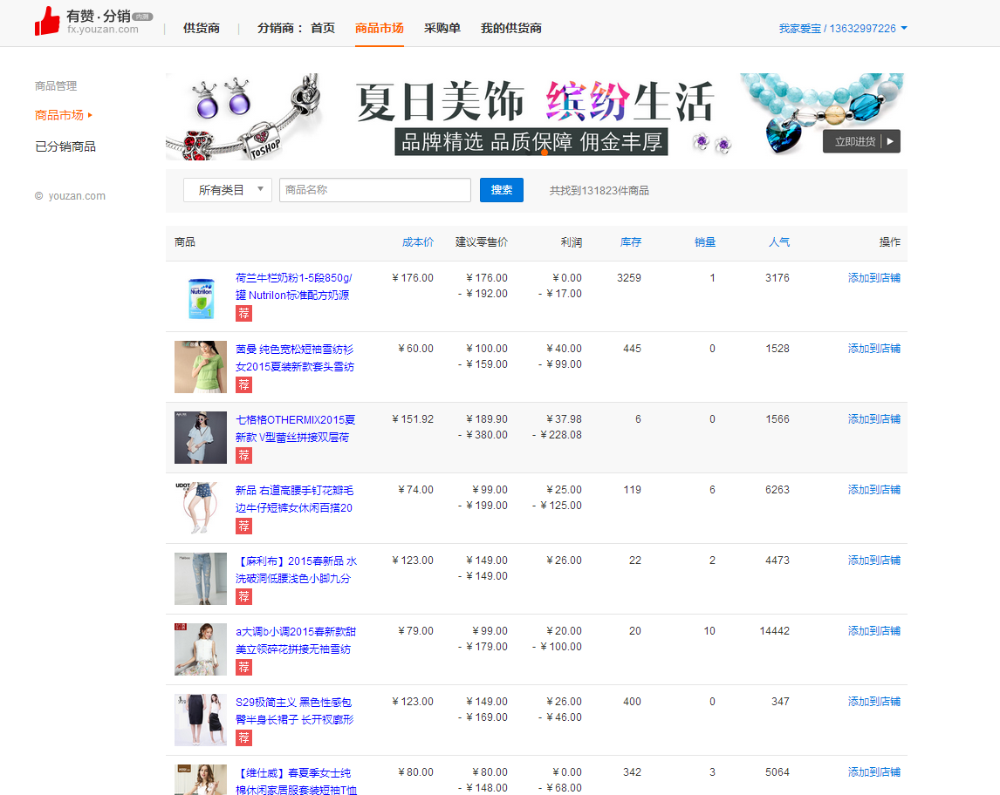 有赞·分销 内测
fx.youzan.com
供货商
分销商： 首页 商品市场 采购单 我的供货商
我家爱宝 / 13632997226
商品管理
商品市场
已分销商品
© youzan.com
夏日美饰 缤纷生活
品牌精选 品质保障 佣金丰厚
ToSHOP
立即进货
所有类目 商品名称 搜索 共找到131823件商品
商品 成本价 建议零售价 利润 库存 销量 人气 操作
荷兰牛栏奶粉1-5段850g/ ￥176.00 ￥176.00 ￥0.00 3259 1 3176 添加到店铺
罐 Nutrilon标准配方奶源 - ￥192.00 - ￥17.00
Nutrilon
荐
茵曼 纯色宽松短袖雪纺衫 ￥60.00 ￥100.00 ￥40.00 445 0 1528 添加到店铺
女2015夏装新款套头雪纺 - ￥159.00 - ￥99.00
荐
七格格OTHERMIX2015夏 ￥151.92 ￥189.90 ￥37.98 6 0 1566 添加到店铺
新款 V型蕾丝拼接双层荷 - ￥380.00 - ￥228.08
荐
新品 右道高腰手钉花瓣毛 ￥74.00 ￥99.00 ￥25.00 119 6 6263 添加到店铺
边牛仔短裤女休闲百搭20 - ￥199.00 - ￥125.00
UDOT
荐
【麻利布】2015春新品 水 ￥123.00 ￥149.00 ￥26.00 22 2 4473 添加到店铺
洗破洞低腰浅色小脚九分 - ￥149.00
荐
a大调b小调2015春新款甜 ￥79.00 ￥99.00 ￥20.00 20 10 14442 添加到店铺
美立领碎花拼接无袖雪纺 - ￥179.00 - ￥100.00
荐
S29极简主义 黑色性感包 ￥123.00 ￥149.00 ￥26.00 400 0 347 添加到店铺
臀半身长裙子 长开衩廓形 - ￥169.00 - ￥46.00
荐
【维仕威】春夏季女士纯 ￥80.00 ￥80.00 ￥0.00 342 3 5064 添加到店铺
棉休闲家居服套装短袖T恤 - ￥148.00 - ￥68.00